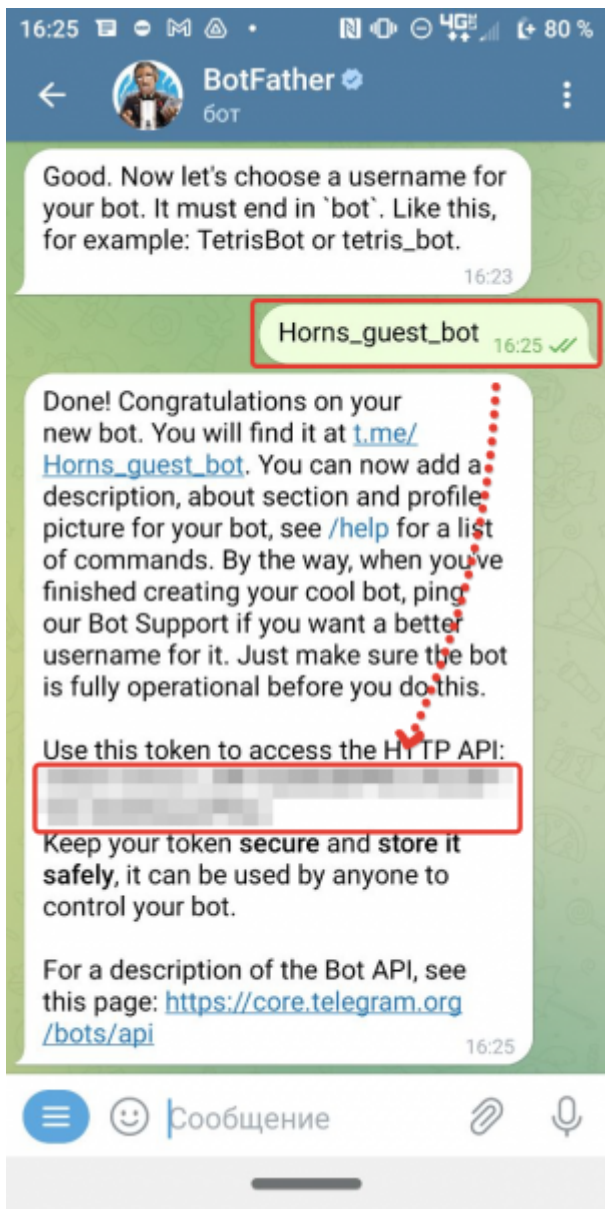 16:25 4G 80 %
BotFather
бот
Good. Now let's choose a username for
your bot. It must end in `bot`. Like this,
for example: TetrisBot or tetris_bot.
16:23
Horns_guest_bot
16:25
Done! Congratulations on your
new bot. You will find it at t.me/
Horns_guest_bot. You can now add a
description, about section and profile
picture for your bot, see /help for a list
of commands. By the way, when you've
finished creating your cool bot, ping
our Bot Support if you want a better
username for it. Just make sure the bot
is fully operational before you do this.
Use this token to access the HTTP API:
Keep your token secure and store it
safely, it can be used by anyone to
control your bot.
For a description of the Bot API, see
this page: https://core.telegram.org
/bots/api
16:25
Сообщение